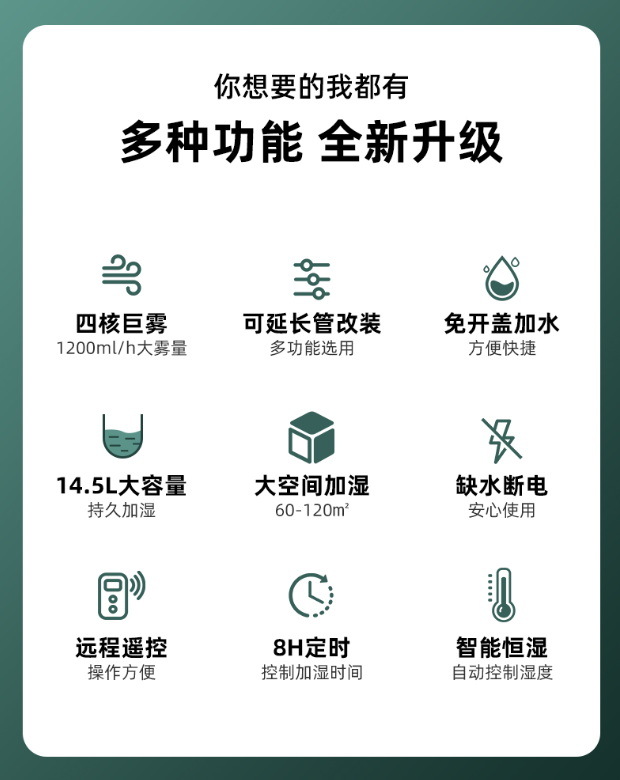 你想要的我都有
多种功能 全新升级
四核巨雾
1200ml/h大雾量
可延长管改装
多功能选用
免开盖加水
方便快捷
14.5L大容量
持久加湿
大空间加湿
60-120㎡
缺水断电
安心使用
远程遥控
操作方便
8H定时
控制加湿时间
智能恒湿
自动控制湿度